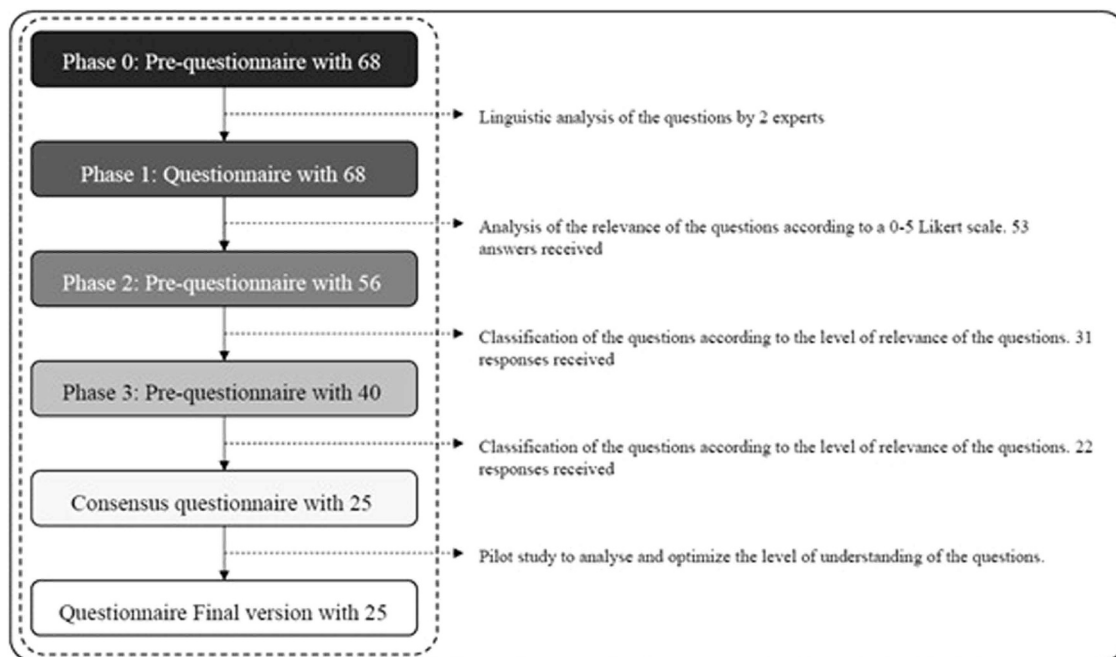 Phase 0: Pre-questionnaire with 68
Linguistic analysis of the questions by 2 experts
Phase 1: Questionnaire with 68
Analysis of the relevance of the questions according to a 0-5 Likert scale. 53
answers received
Phase 2: Pre-questionnaire with 56
Classification of the questions according to the level of relevance of the questions. 31
responses received
Phase 3: Pre-questionnaire with 40
Classification of the questions according to the level of relevance of the questions. 22
responses received
Consensus questionnaire with 25
Pilot study to analyse and optimize the level of understanding of the questions.
Questionnaire Final version with 25